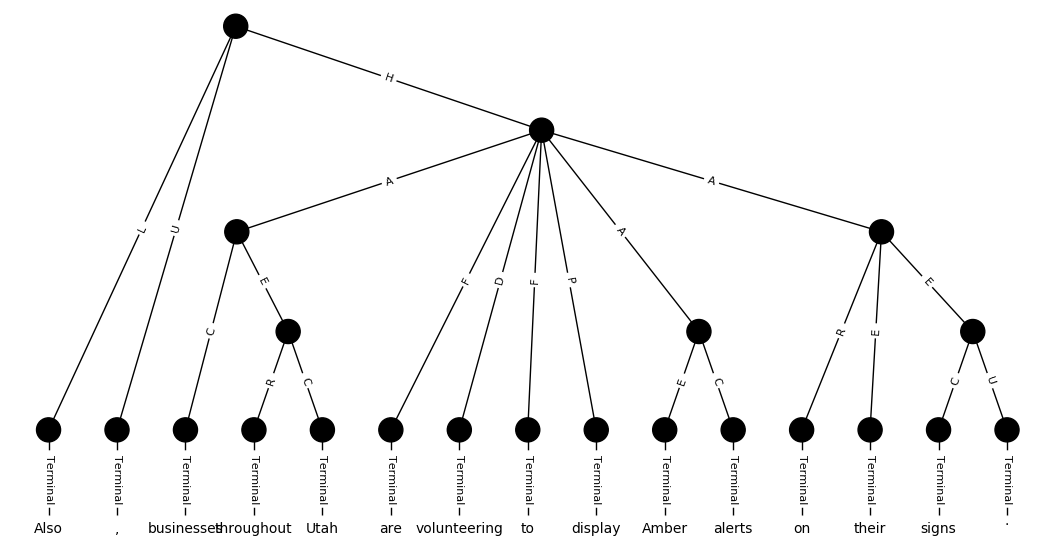 H
A A
L U F D F P A E
C E R E
R C E C C U
Terminal Terminal Terminal Terminal Terminal Terminal Terminal Terminal Terminal Terminal Terminal Terminal Terminal Terminal Terminal
Also , businesses throughout Utah are volunteering to display Amber alerts on their signs .